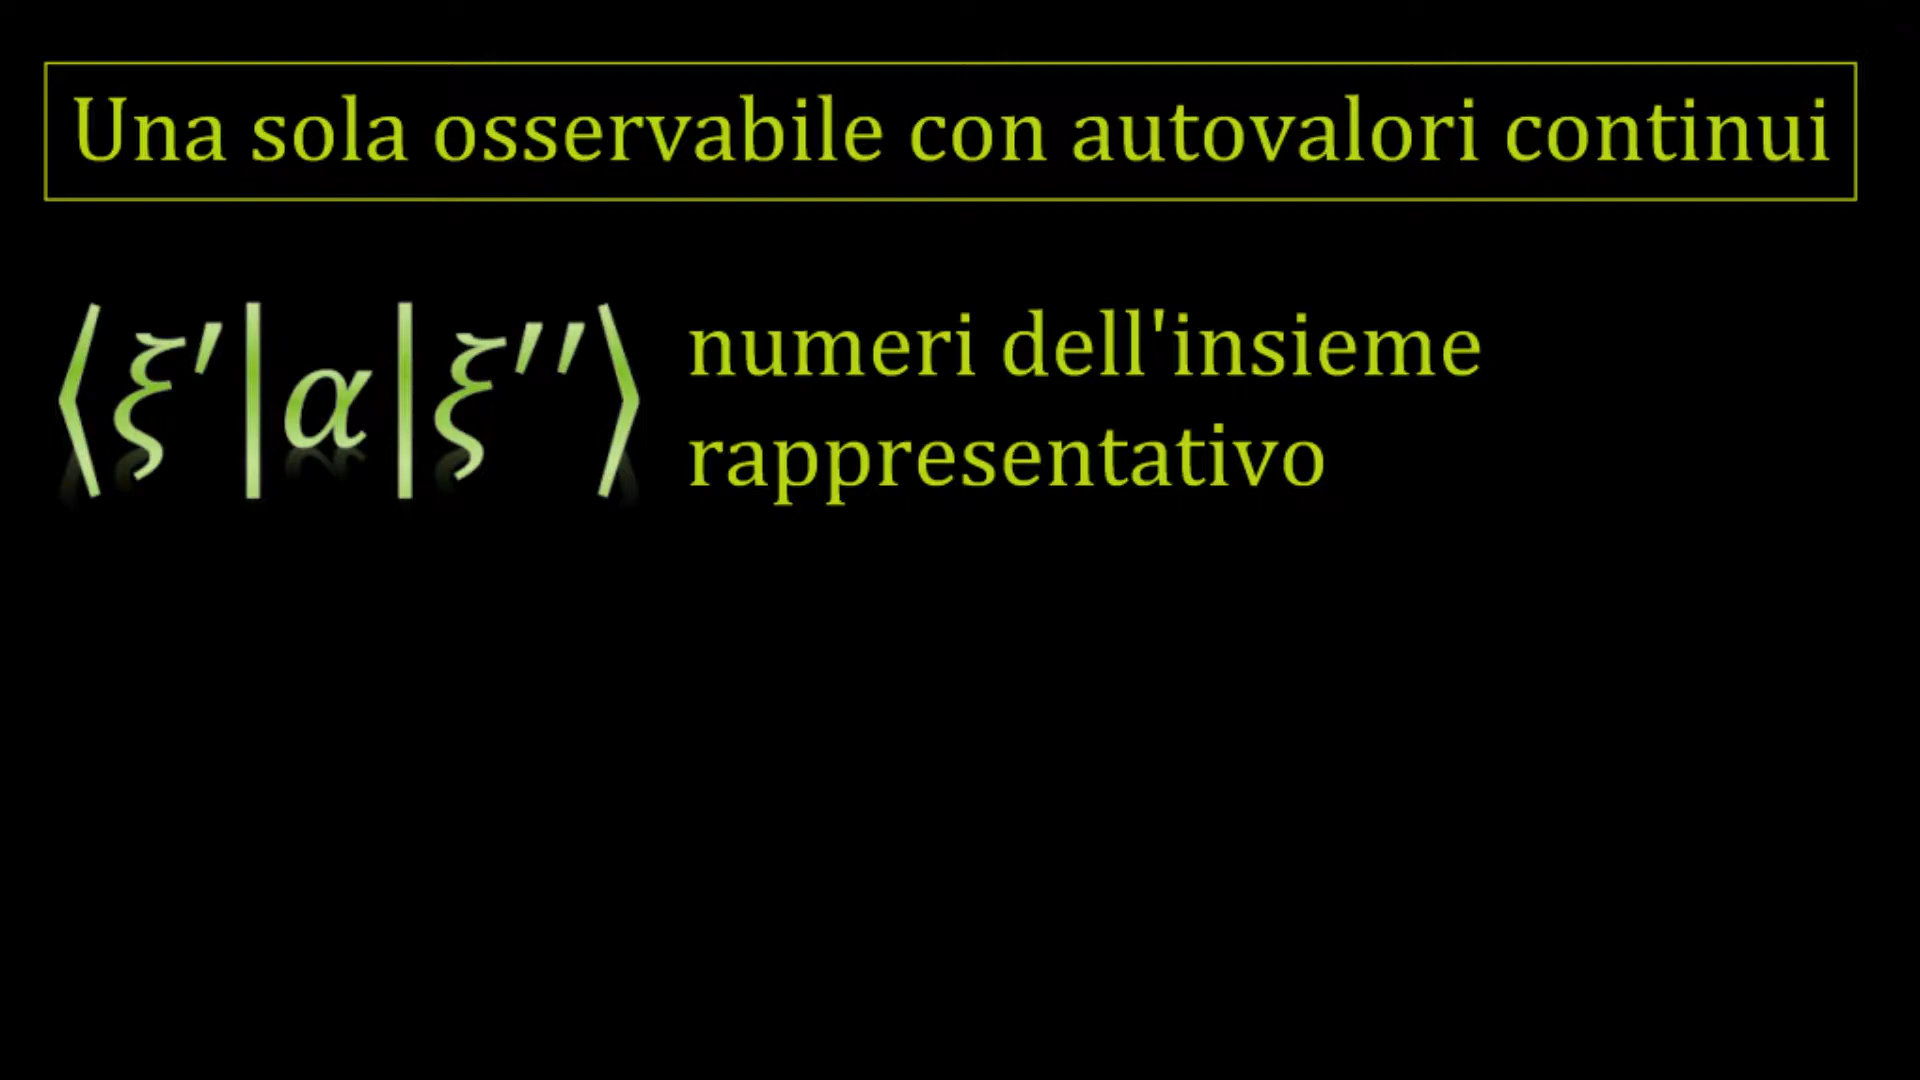 Una sola osservabile con autovalori continui
⟨ξ′|α|ξ′′⟩ numeri dell'insieme
rappresentativo